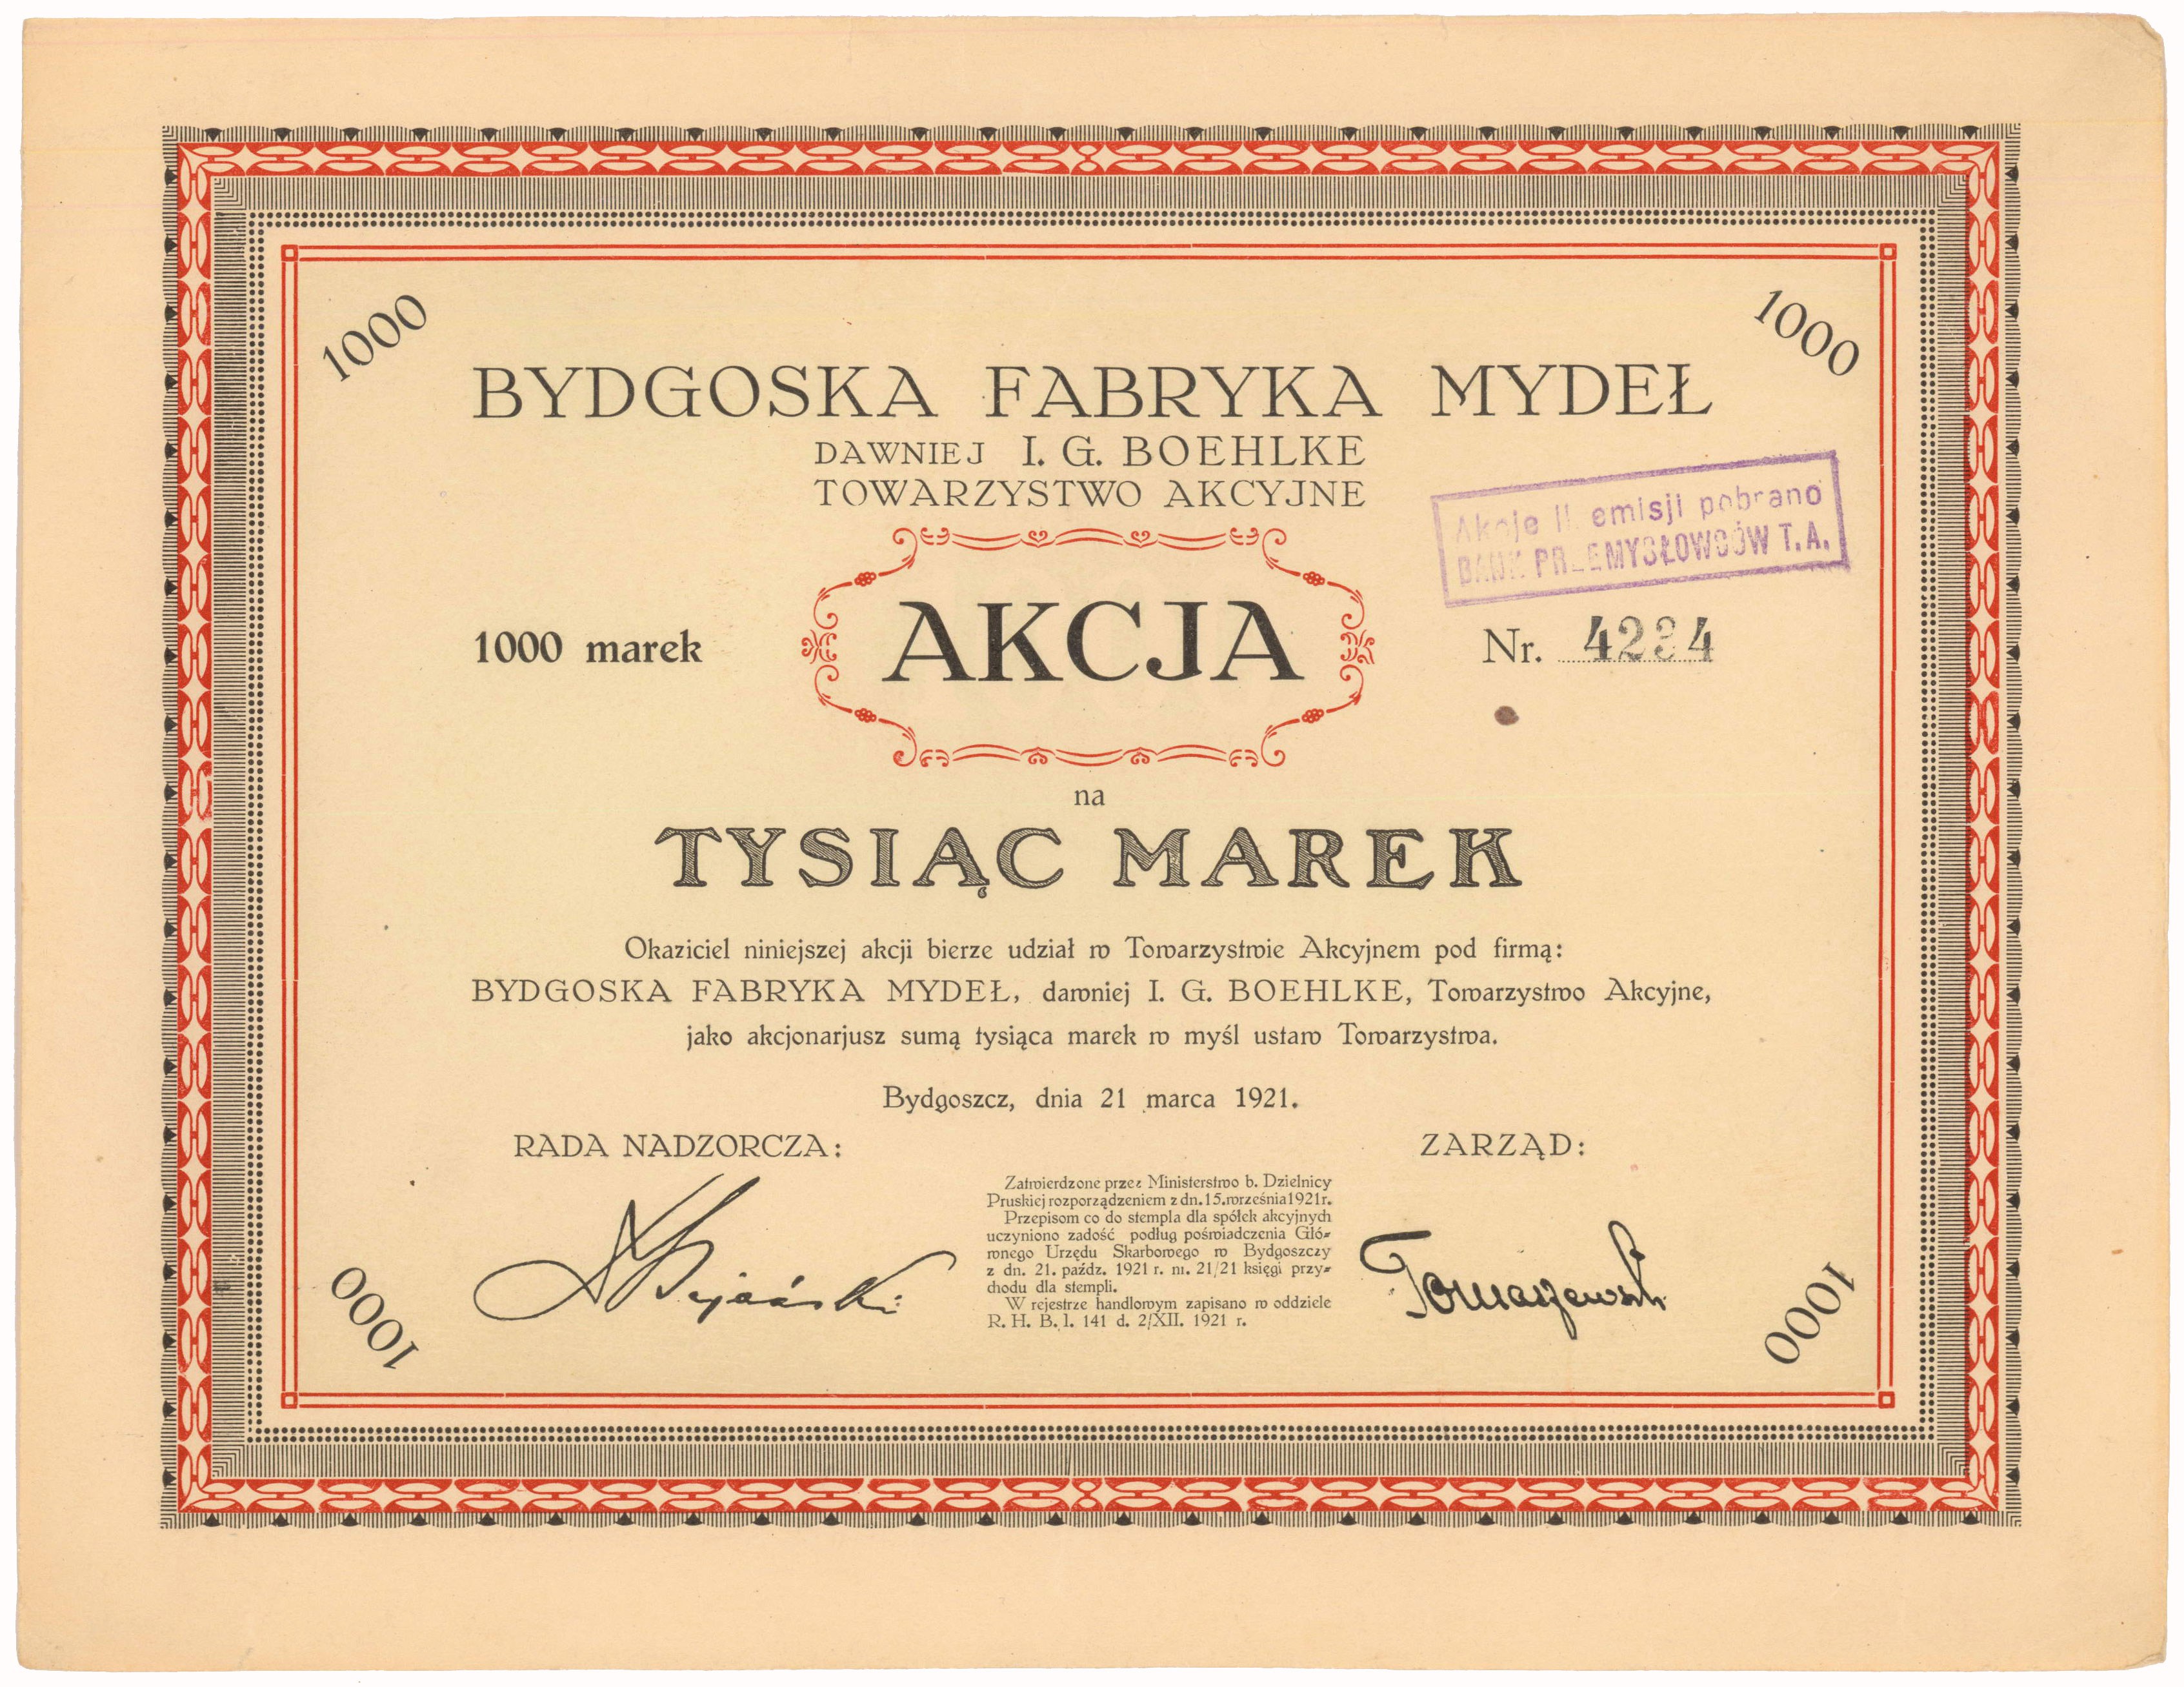 1000
1000
BYDGOSKA FABRYKA MYDEŁ
DAWNIEJ I. G. BOEHLKE
TOWARZYSTWO AKCYJNE
Akcje II. emisji pobrano
BANK PRZEMYSŁOWCÓW T.A.
1000 marek
AKCJA
Nr. 4234
na
TYSIĄC MAREK
Okaziciel niniejszej akcji bierze udział w Towarzystwie Akcyjnem pod firmą:
BYDGOSKA FABRYKA MYDEŁ, dawniej I. G. BOEHLKE, Towarzystwo Akcyjne,
jako akcjonarjusz sumą tysiąca marek w myśl ustaw Towarzystwa.
Bydgoszcz, dnia 21 marca 1921.
RADA NADZORCZA:
ZARZĄD:
Zatwierdzone przez Ministerstwo b. Dzielnicy
Pruskiej rozporządzeniem z dn. 15. września 1921 r.
Przepisom co do stempla dla spółek akcyjnych
uczyniono zadość podług poświadczenia Głó-
wnego Urzędu Skarbowego w Bydgoszczy
z dn. 21. paźdz. 1921 r. nr. 21/21 księgi przy-
chodu dla stempli.
W rejestrze handlowym zapisano w oddziele
R. H. B. 1. 141 d. 2/XII. 1921 r.
Tomaszewski
1000
1000